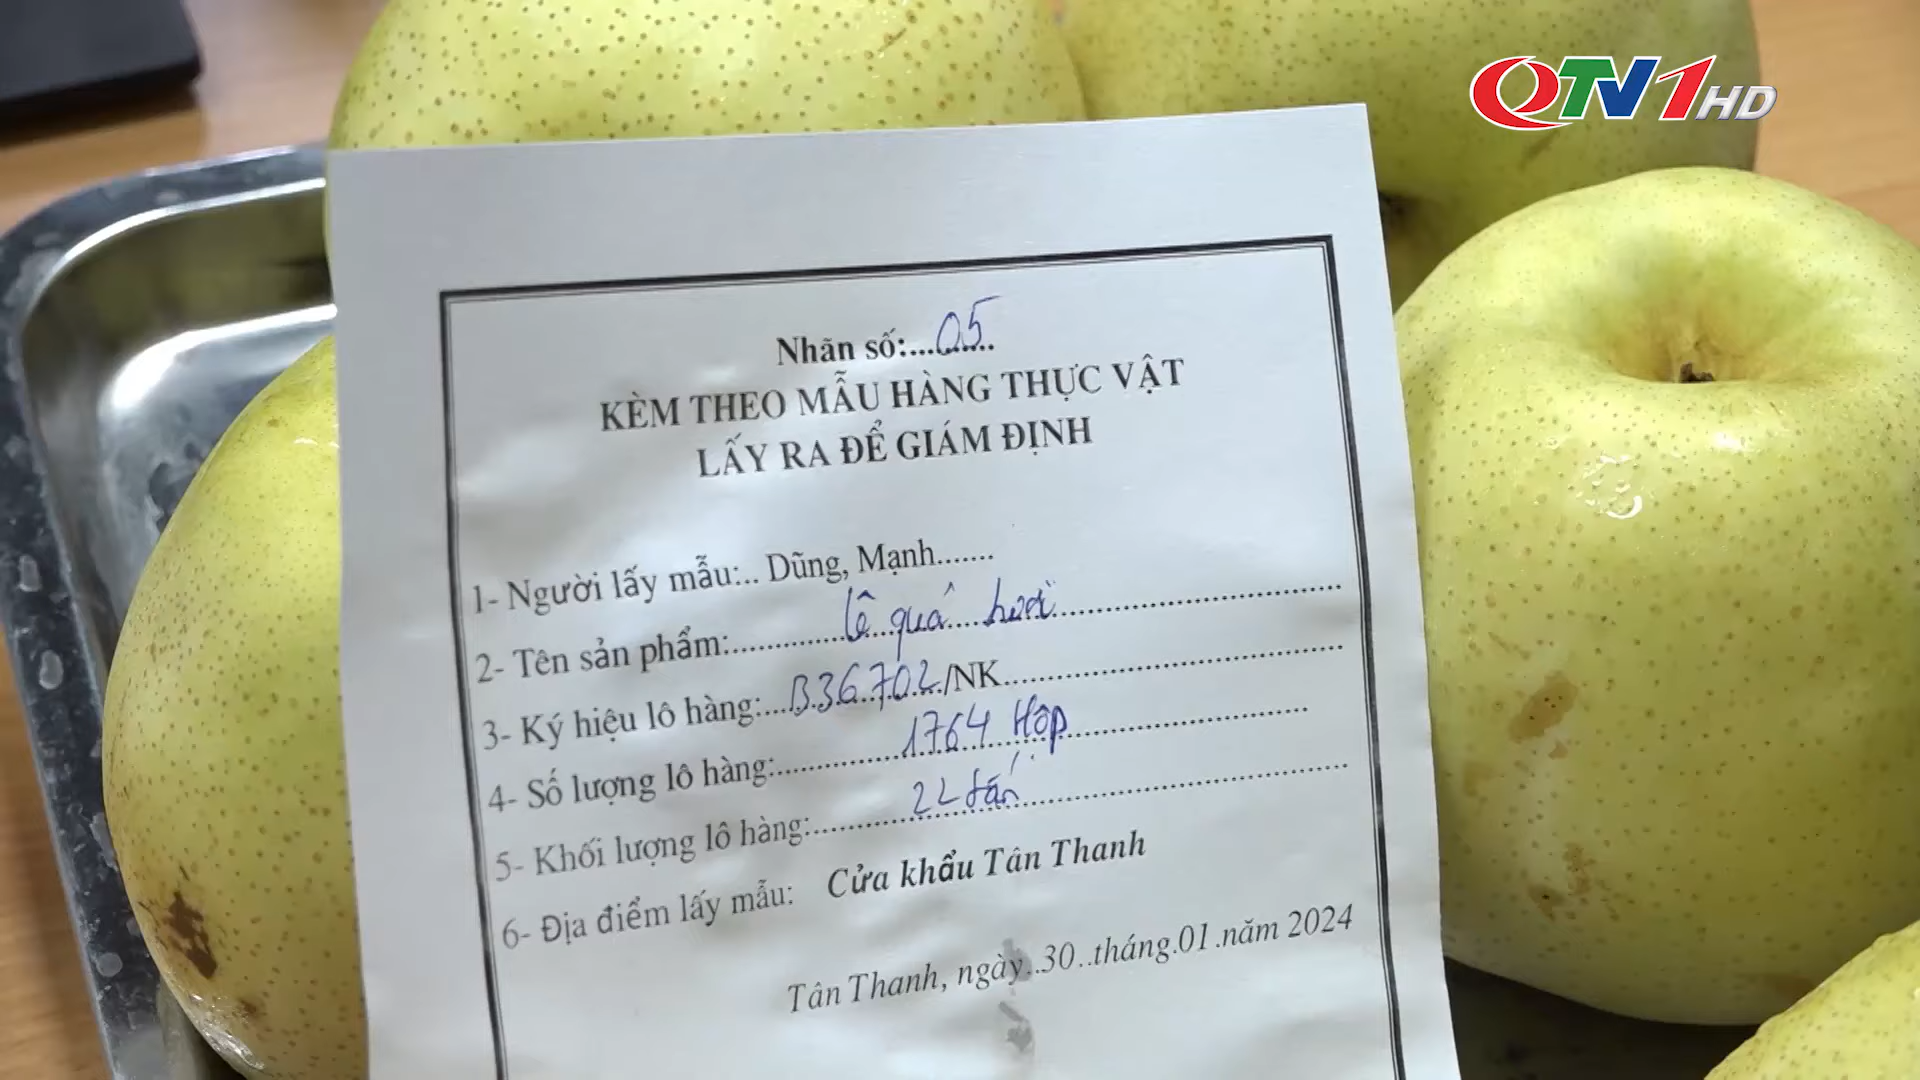 QTV1HD
Nhãn số:...05......
KÈM THEO MẪU HÀNG THỰC VẬT
LẤY RA ĐỂ GIÁM ĐỊNH
1- Người lấy mẫu:.. Dũng, Mạnh.......
2- Tên sản phẩm:............lê quả tươi........................
3- Ký hiệu lô hàng:...B36702/NK........................
4- Số lượng lô hàng:............1764 Hộp........................
5- Khối lượng lô hàng:............22 tấn........................
6- Địa điểm lấy mẫu: Cửa khẩu Tân Thanh
Tân Thanh, ngày..30..tháng.01.năm 2024